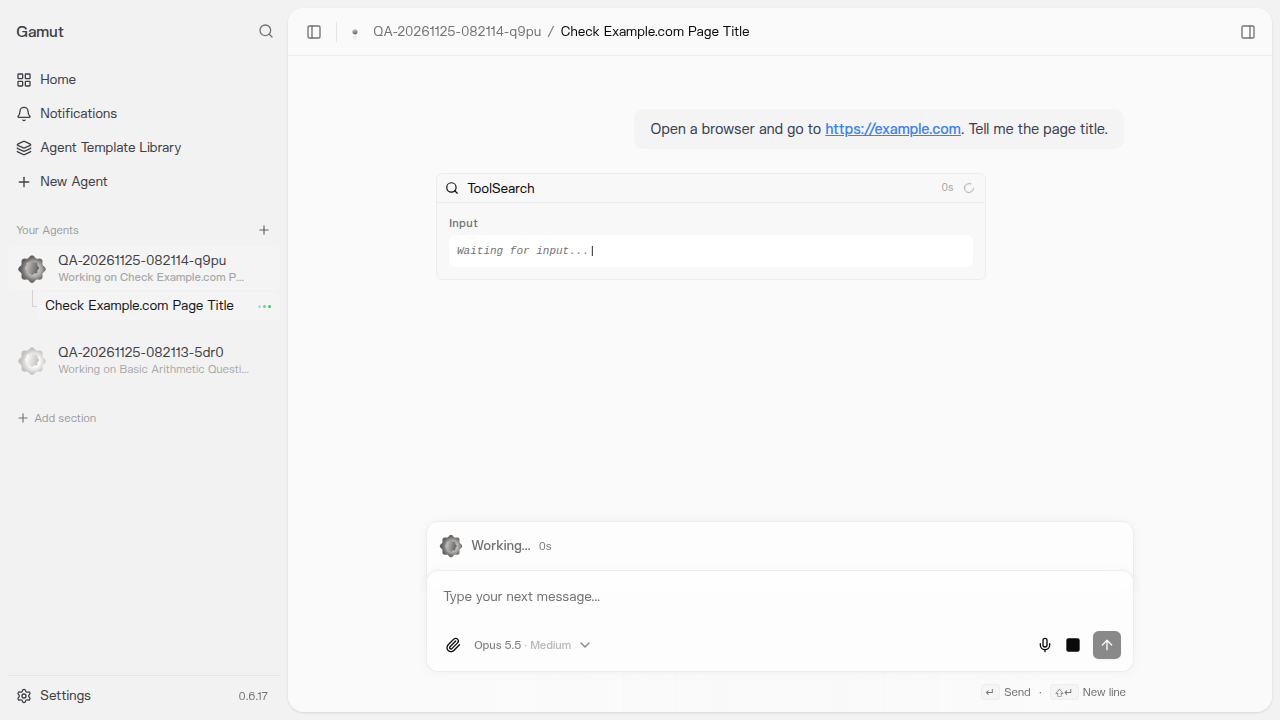 Gamut
Home
Notifications
Agent Template Library
New Agent
Your Agents
QA-20261125-082114-q9pu
Working on Check Example.com P...
Check Example.com Page Title
QA-20261125-082113-5dr0
Working on Basic Arithmetic Questi...
Add section
Settings
0.6.17
QA-20261125-082114-q9pu / Check Example.com Page Title
Open a browser and go to https://example.com. Tell me the page title.
ToolSearch
0s
Input
Waiting for input...
Working... 0s
Type your next message...
Opus 5.5 · Medium
Send · New line